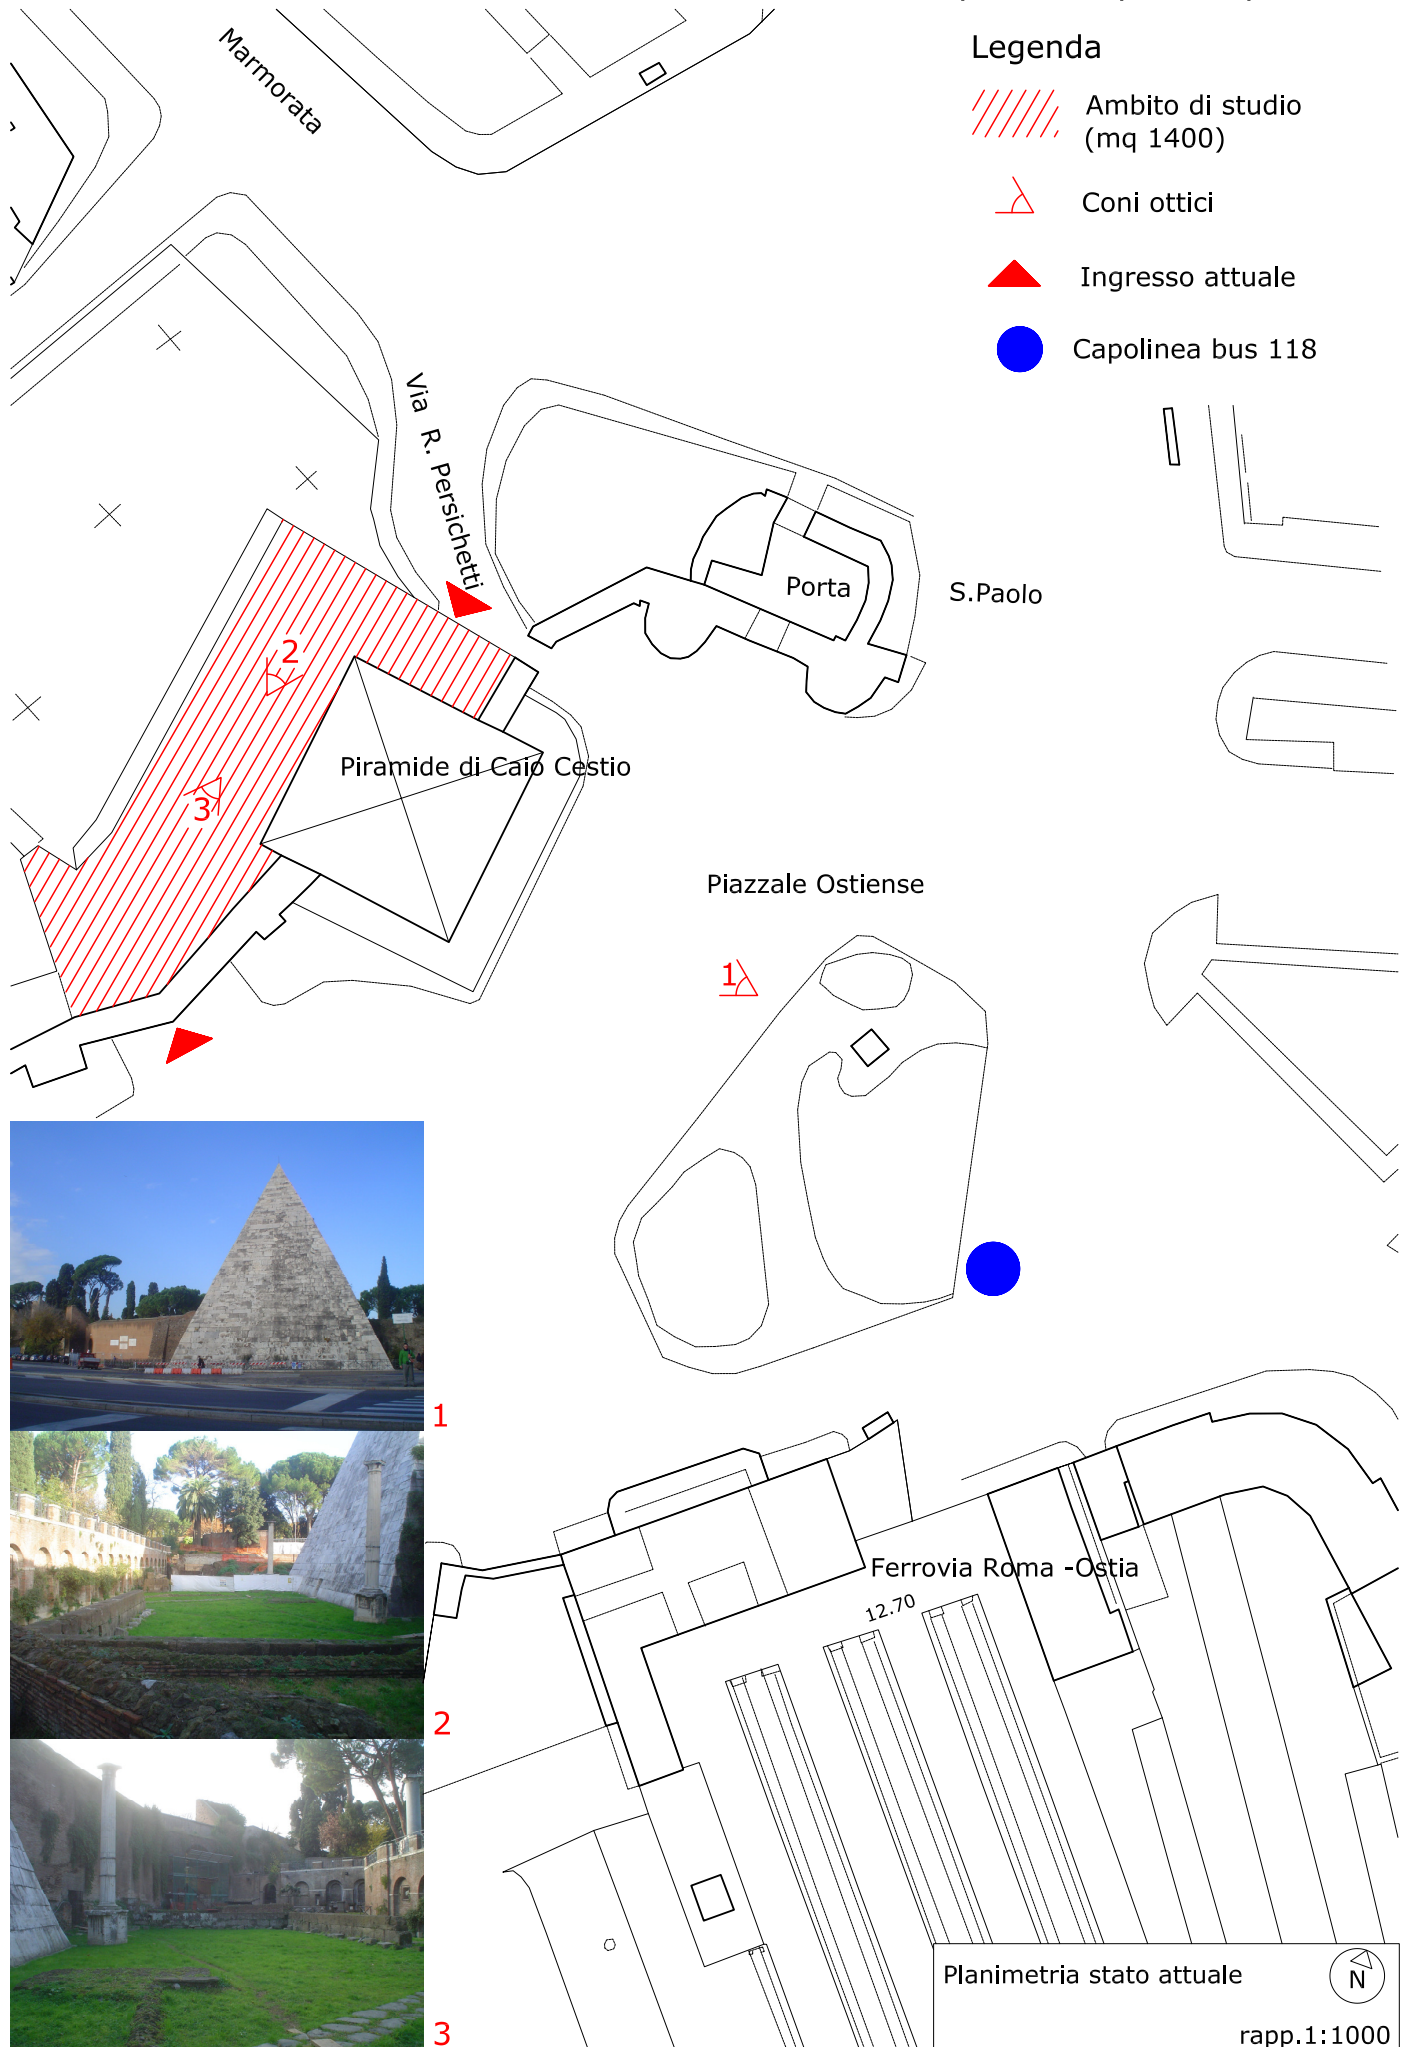 Legenda
Ambito di studio
(mq 1400)
Coni ottici
Ingresso attuale
Capolinea bus 118
Marmorata
Via R. Persichetti
Porta
S.Paolo
2
Piramide di Caio Cestio
3
Piazzale Ostiense
1
1
2
3
Ferrovia Roma -Ostia
12.70
Planimetria stato attuale
N
rapp.1:1000